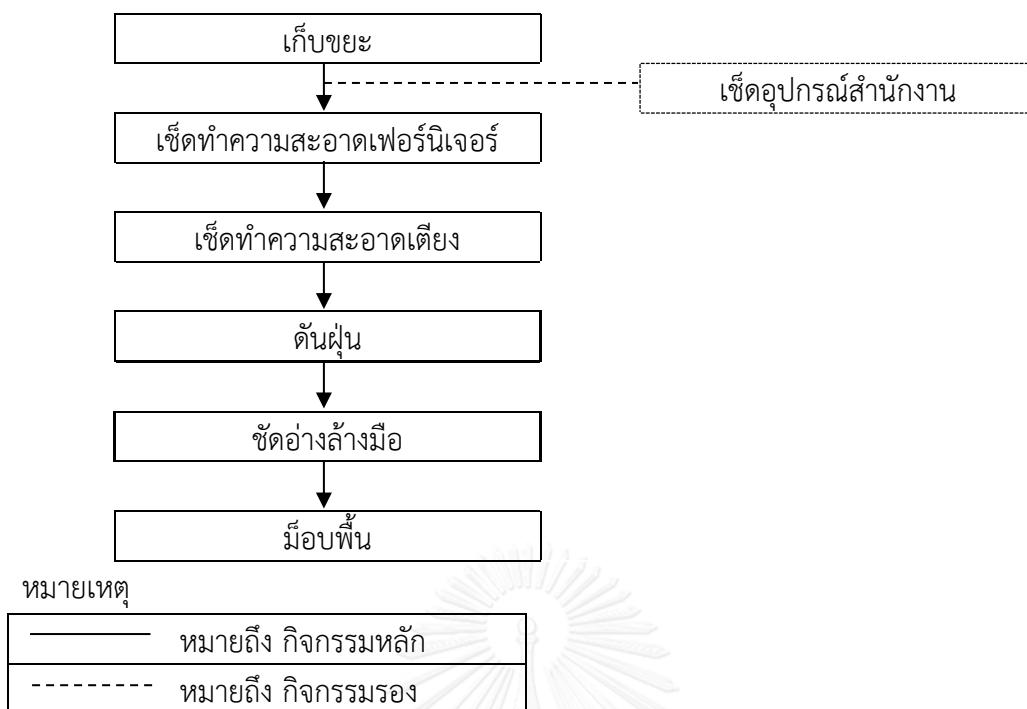 เก็บขยะ
เช็ดอุปกรณ์สำนักงาน
เช็ดทำความสะอาดเฟอร์นิเจอร์
เช็ดทำความสะอาดเตียง
ดันฝุ่น
ขัดอ่างล้างมือ
ม็อบพื้น
หมายเหตุ
หมายถึง กิจกรรมหลัก
หมายถึง กิจกรรมรอง